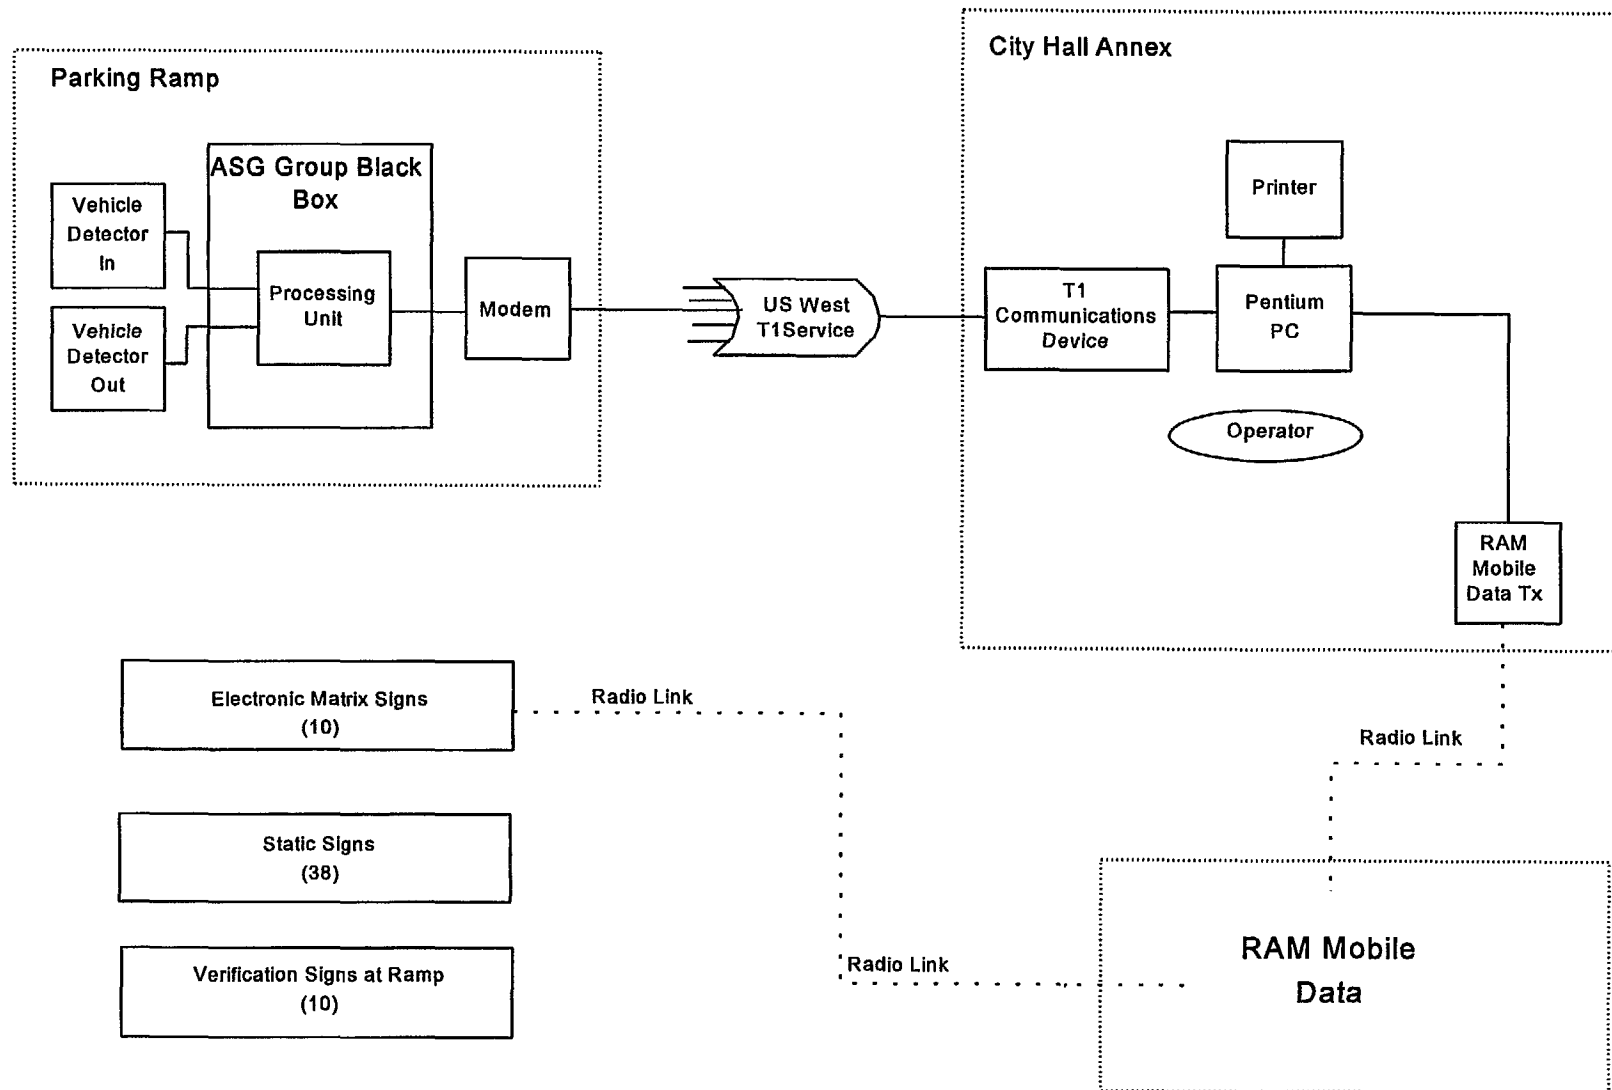 Parking Ramp
ASG Group Black
Box
Vehicle
Detector
In
Vehicle
Detector
Out
Processing
Unit
Modem
US West
T1Service
City Hall Annex
Printer
T1
Communications
Device
Pentium
PC
Operator
RAM
Mobile
Data Tx
Electronic Matrix Signs
(10)
Radio Link
Radio Link
Static Signs
(38)
Verification Signs at Ramp
(10)
Radio Link
RAM Mobile
Data